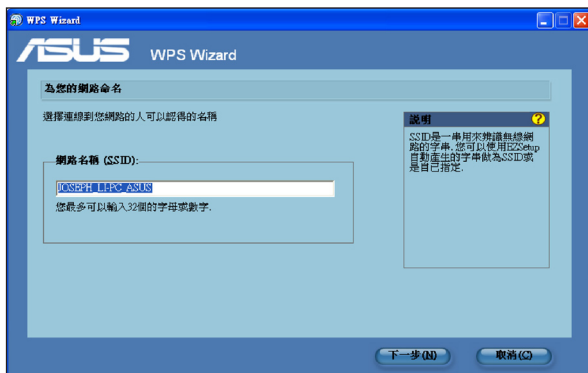 WPS Wizard
ASUS WPS Wizard
為您的網路命名
選擇連線到您網路的人可以認得的名稱
網路名稱 (SSID):
JOSEPH_LI-PC_ASUS
您最多可以輸入32個的字母或數字.
說明
SSID是一串用來辨識無線網
路的字串. 您可以使用EZSetup
自動產生的字串做為SSID或
是自己指定.
下一步(N)
取消(C)